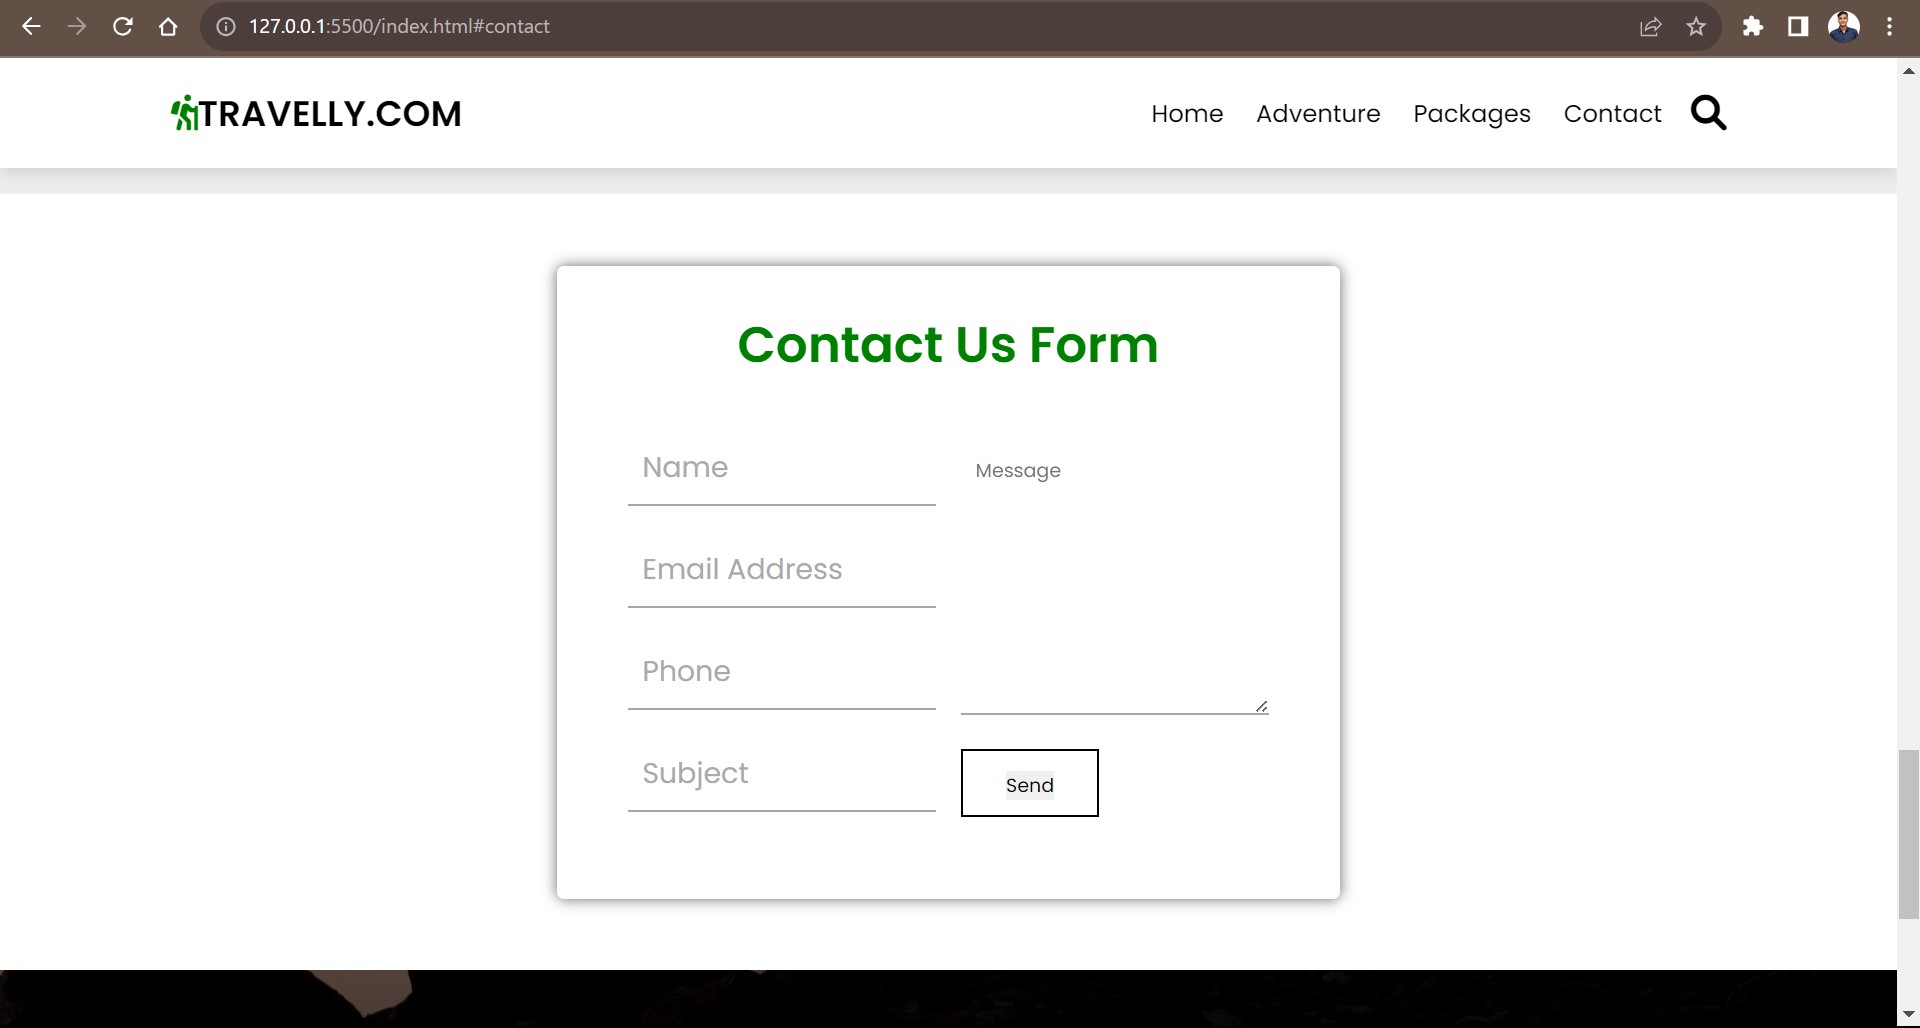 127.0.0.1:5500/index.html#contact
TRAVELLY.COM
Home Adventure Packages Contact
Contact Us Form
Name
Message
Email Address
Phone
Subject
Send